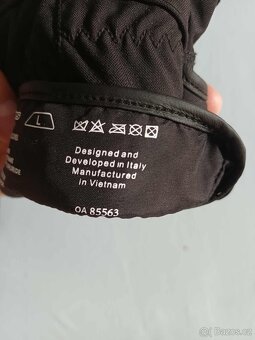 L
Designed and
Developed in Italy
Manufactured
in Vietnam
OA 85563
Bazos.cz